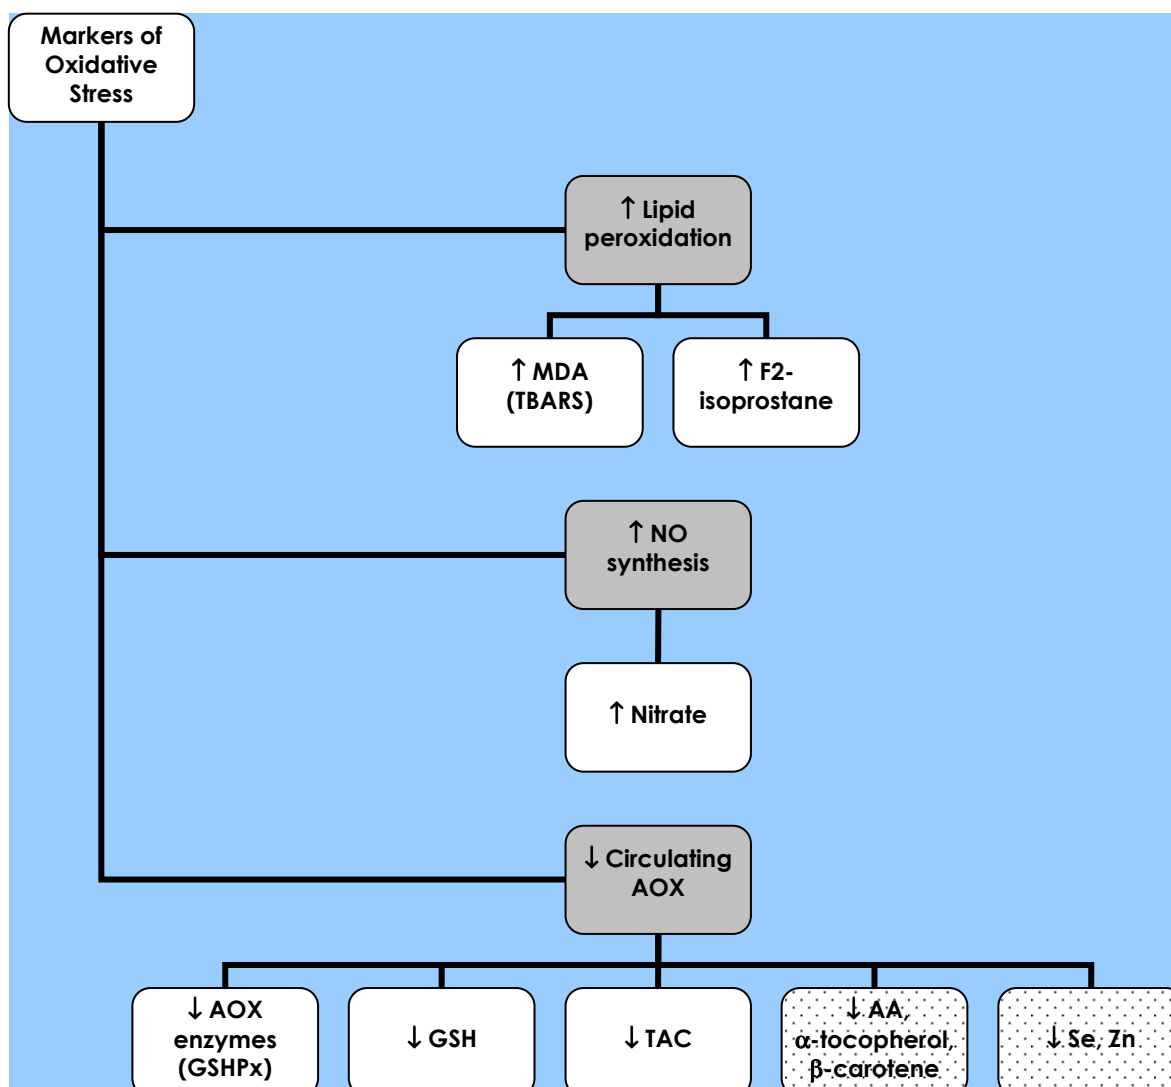 Markers of
Oxidative
Stress
↑ Lipid
peroxidation
↑ MDA
(TBARS)
↑ F2-
isoprostane
↑ NO
synthesis
↑ Nitrate
↓ Circulating
AOX
↓ AOX
enzymes
(GSHPx)
↓ GSH
↓ TAC
↓ AA,
α-tocopherol,
β-carotene
↓ Se, Zn